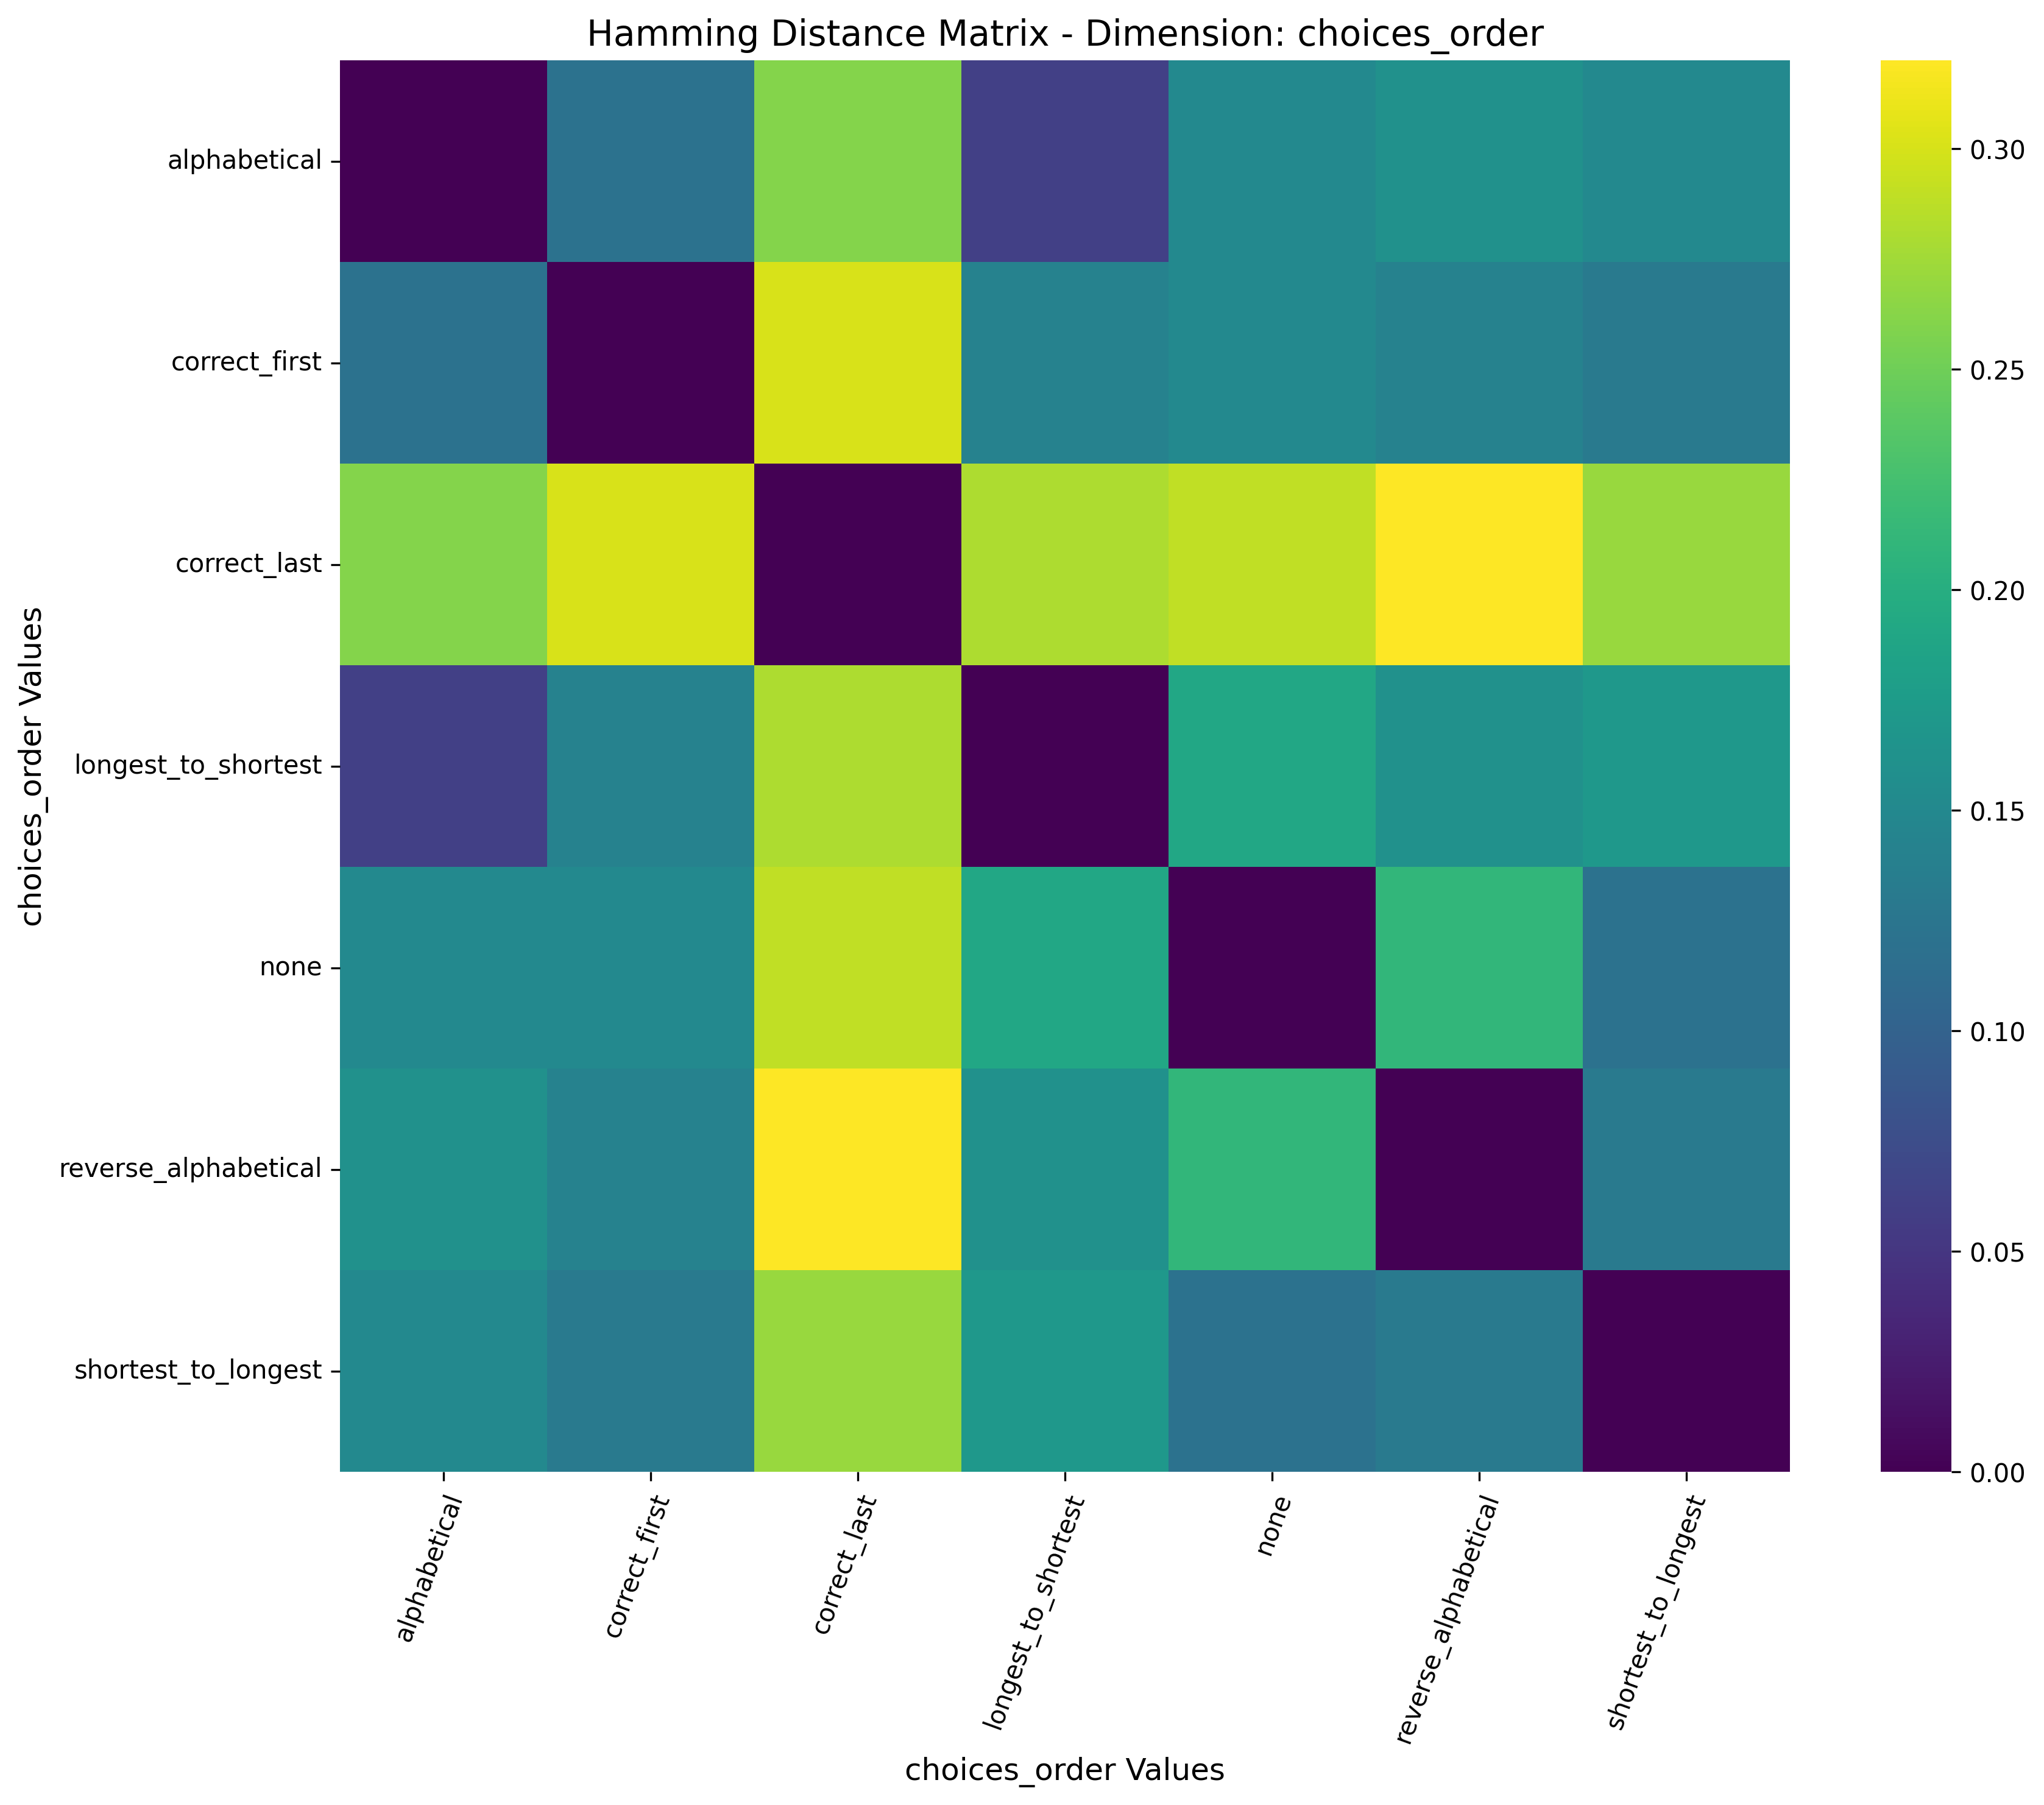 Hamming Distance Matrix - Dimension: choices_order
choices_order Values
alphabetical
correct_first
correct_last
longest_to_shortest
none
reverse_alphabetical
shortest_to_longest
alphabetical
correct_first
correct_last
longest_to_shortest
none
reverse_alphabetical
shortest_to_longest
choices_order Values
0.30
0.25
0.20
0.15
0.10
0.05
0.00